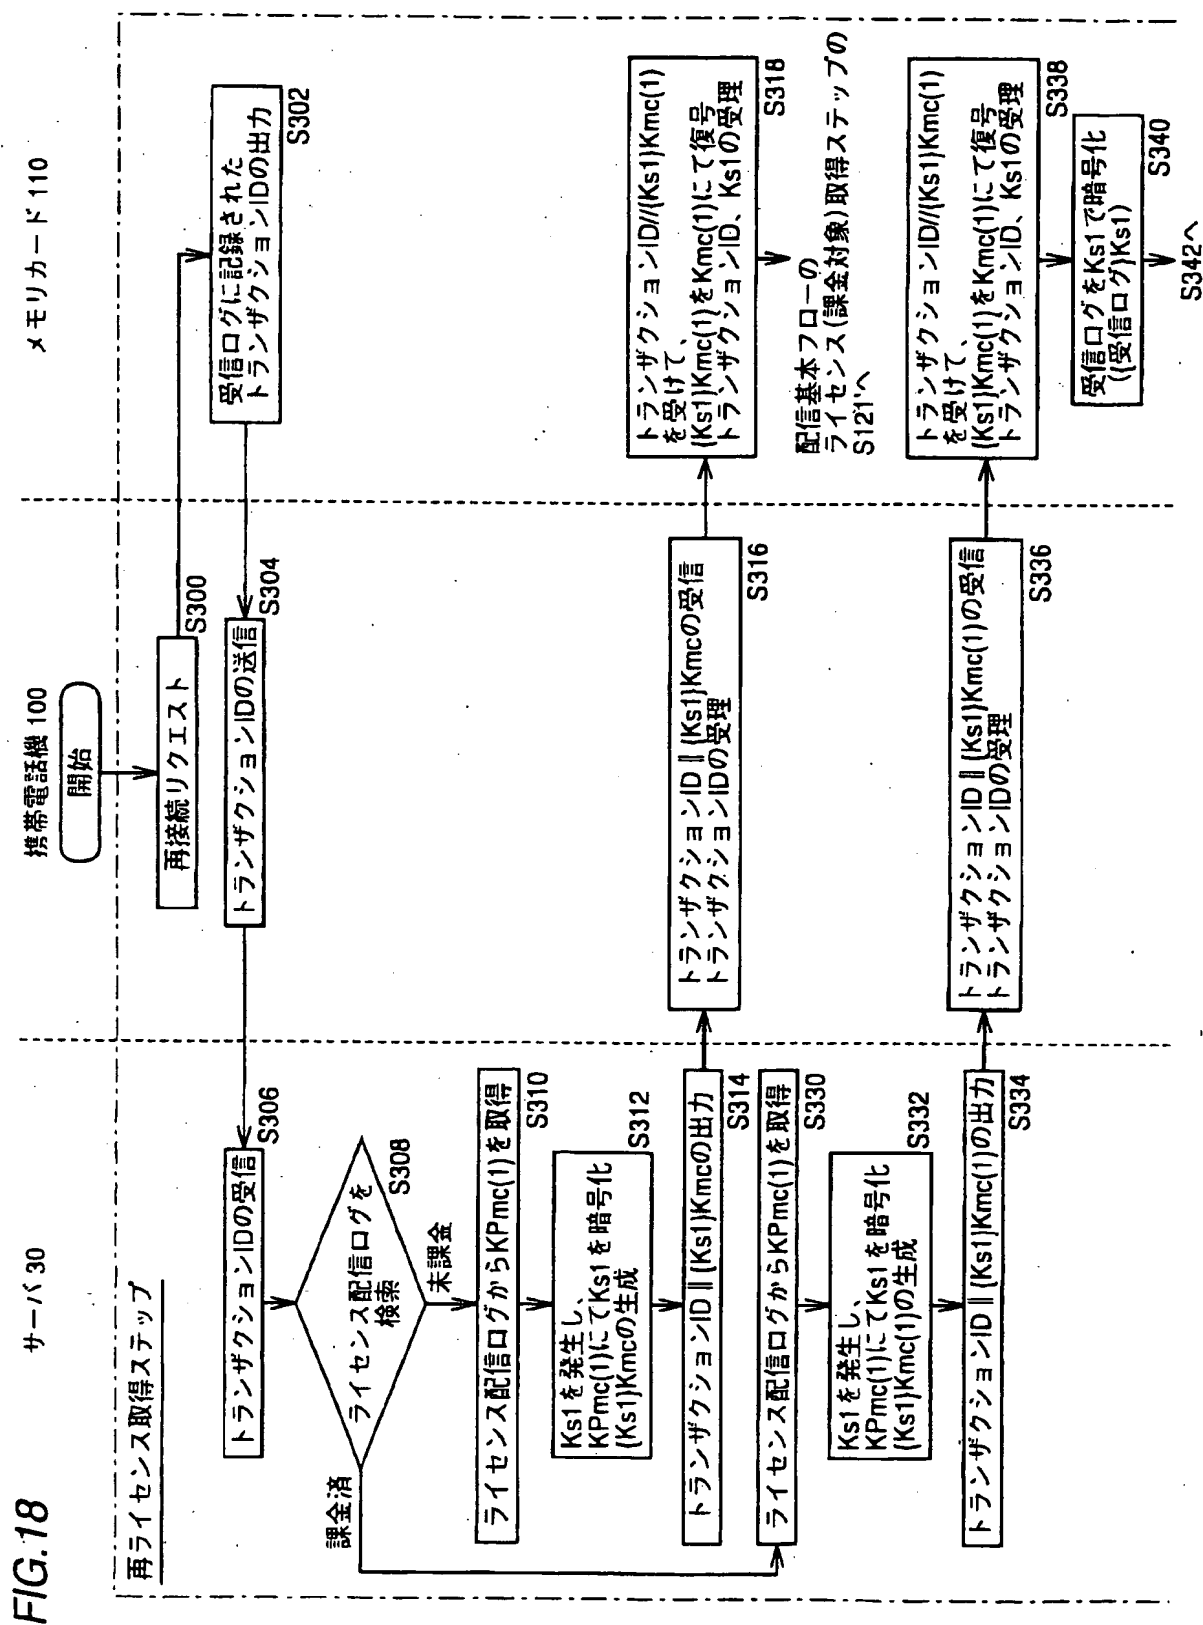 FIG.18
サーバ 30
携帯電話機 100
メモリカード 110
再ライセンス取得ステップ
開始
再接続リクエスト
S300
受信ログに記録された
トランザクションIDの出力
S302
トランザクションIDの送信
S304
トランザクションIDの受信
S306
ライセンス配信ログを
検索
S308
課金済
未課金
ライセンス配信ログからKPmc(1)を取得
S310
Ks1を発生し、
KPmc(1)にてKs1を暗号化
{Ks1}Kmcの生成
S312
トランザクションID‖{Ks1}Kmcの出力
S314
トランザクションID‖{Ks1}Kmcの受信
トランザクションIDの受理
S316
トランザクションID//{Ks1}Kmc(1)
を受けて、
{Ks1}Kmc(1)をKmc(1)にて復号
トランザクションID、Ks1の受理
S318
配信基本フローの
ライセンス(課金対象)取得ステップの
S121へ
ライセンス配信ログからKPmc(1)を取得
S330
Ks1を発生し、
KPmc(1)にてKs1を暗号化
{Ks1}Kmc(1)の生成
S332
トランザクションID‖{Ks1}Kmc(1)の出力
S334
トランザクションID‖{Ks1}Kmc(1)の受信
トランザクションIDの受理
S336
トランザクションID//{Ks1}Kmc(1)
を受けて、
{Ks1}Kmc(1)をKmc(1)にて復号
トランザクションID、Ks1の受理
S338
受信ログをKs1で暗号化
({受信ログ}Ks1)
S340
S342へ